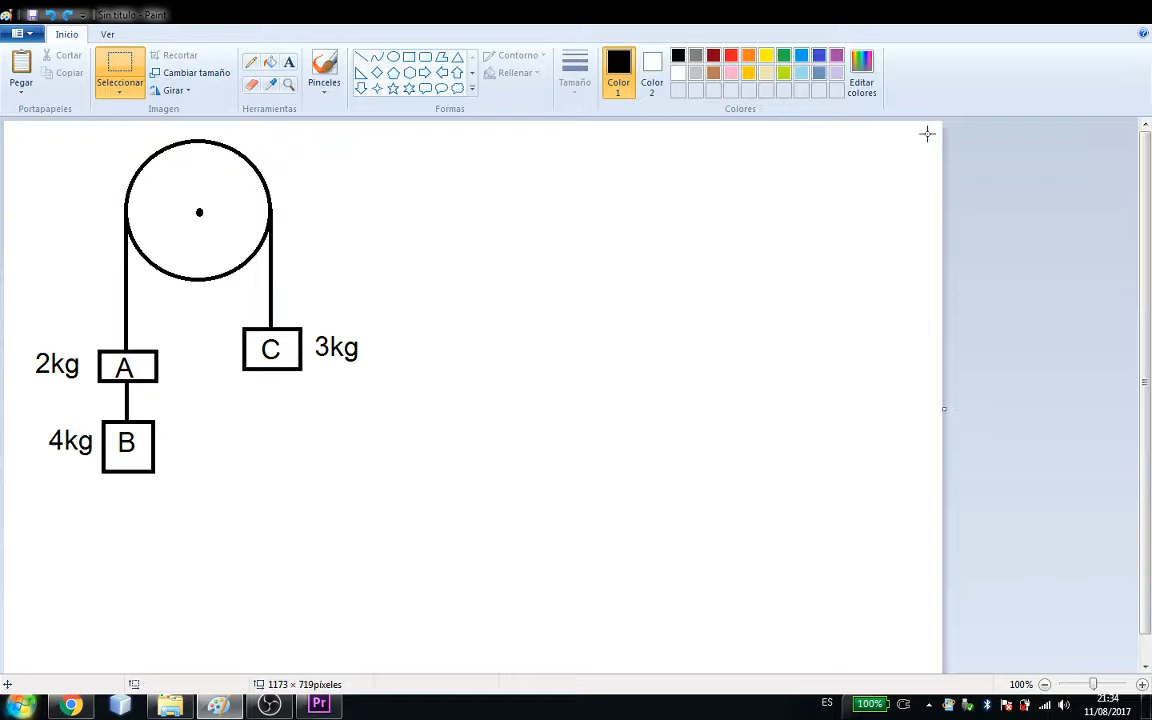 Sin título - Paint
Inicio
Ver
Pegar
Cortar
Copiar
Portapapeles
Seleccionar
Recortar
Cambiar tamaño
Girar
Imagen
A
Herramientas
Pinceles
Contorno
Rellenar
Formas
Tamaño
Color
1
Color
2
Editar
colores
Colores
2kg
A
C
3kg
4kg
B
1173 × 719píxeles
100%
Pr
ES
100%
21:34
11/08/2017